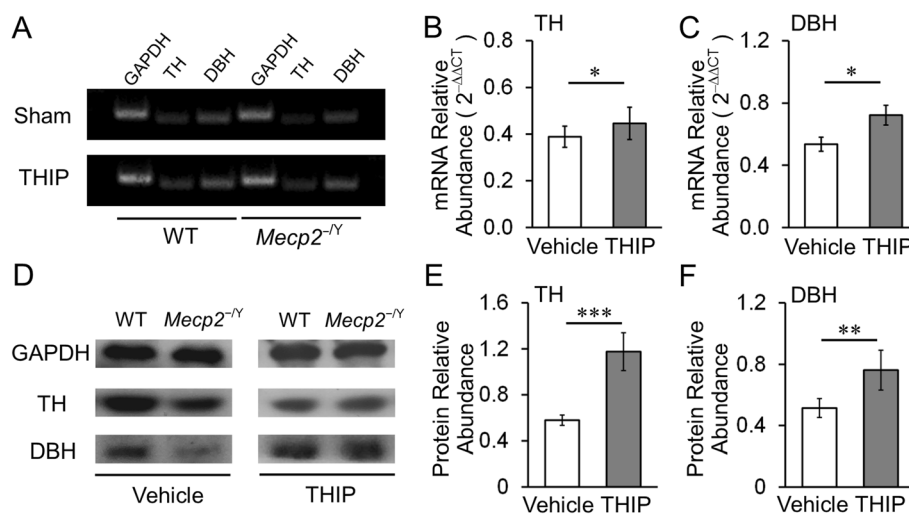 A
GAPDH TH DBH GAPDH TH DBH
Sham
THIP
WT Mecp2–/Y
B
TH
mRNA Relative
Abundance ( 2–ΔΔCT )
0.8
0.6
0.4
0.2
0.0
*
Vehicle THIP
C
DBH
mRNA Relative
Abundance ( 2–ΔΔCT )
1.2
0.9
0.6
0.3
0.0
*
Vehicle THIP
D
WT Mecp2–/Y WT Mecp2–/Y
GAPDH
TH
DBH
Vehicle THIP
E
TH
Protein Relative
Abundance
1.6
1.2
0.8
0.4
0
***
Vehicle THIP
F
DBH
Protein Relative
Abundance
1.2
0.8
0.4
0
**
Vehicle THIP